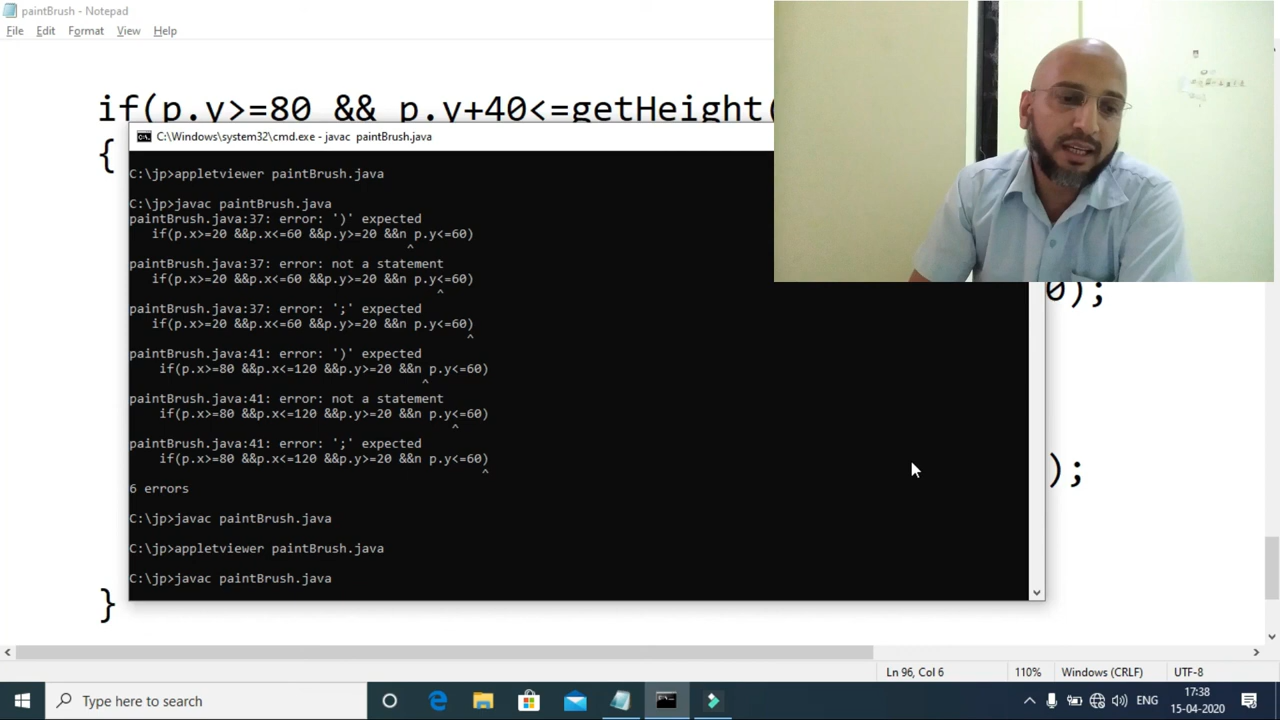 paintBrush - Notepad
File Edit Format View Help
if(p.y>=80 && p.y+40<=getHeight(
{
C:\Windows\system32\cmd.exe - javac paintBrush.java
C:\jp>appletviewer paintBrush.java
C:\jp>javac paintBrush.java
paintBrush.java:37: error: ')' expected
if(p.x>=20 &&p.x<=60 &&p.y>=20 &&n p.y<=60)
^
paintBrush.java:37: error: not a statement
if(p.x>=20 &&p.x<=60 &&p.y>=20 &&n p.y<=60)
^
paintBrush.java:37: error: ';' expected
if(p.x>=20 &&p.x<=60 &&p.y>=20 &&n p.y<=60)
^
paintBrush.java:41: error: ')' expected
if(p.x>=80 &&p.x<=120 &&p.y>=20 &&n p.y<=60)
^
paintBrush.java:41: error: not a statement
if(p.x>=80 &&p.x<=120 &&p.y>=20 &&n p.y<=60)
^
paintBrush.java:41: error: ';' expected
if(p.x>=80 &&p.x<=120 &&p.y>=20 &&n p.y<=60)
^
6 errors
C:\jp>javac paintBrush.java
C:\jp>appletviewer paintBrush.java
C:\jp>javac paintBrush.java
0);
);
}
Ln 96, Col 6 110% Windows (CRLF) UTF-8
Type here to search
ENG
17:38
15-04-2020